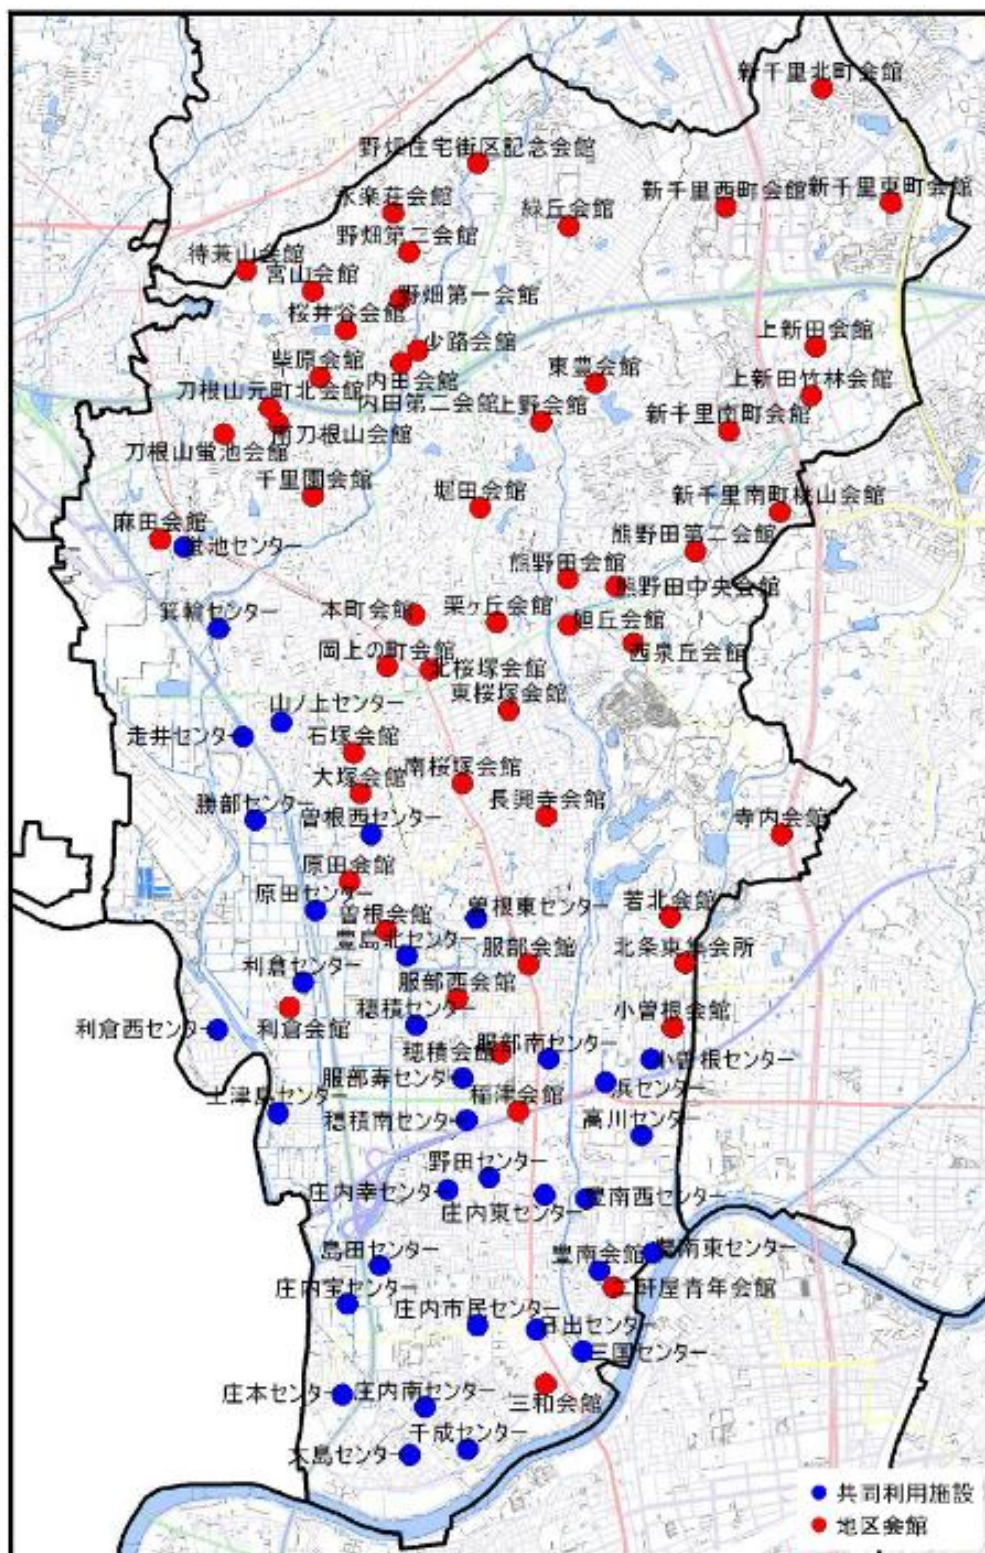 新千里北町会館
野畑住宅街区記念会館
新千里西町会館
新千里東町会館
永楽荘会館
緑丘会館
野畑第二会館
待兼山会館
宮山会館
野畑第一会館
桜井谷会館
上新田会館
少路会館
柴原会館
東豊会館
内田会館
上新田竹林会館
刀根山元町北会館
内田第二会館
上野会館
新千里南町会館
南刀根山会館
刀根山蛍池会館
千里園会館
堀田会館
新千里南町桃山会館
麻田会館
蛍池センター
熊野田第二会館
熊野田会館
熊野田中央会館
箕輪センター
本町会館
栗ヶ丘会館
旭丘会館
岡上の町会館
西泉丘会館
北桜塚会館
東桜塚会館
山ノ上センター
走井センター
石塚会館
南桜塚会館
大塚会館
長興寺会館
勝部センター
曽根西センター
寺内会館
原田会館
原田センター
曽根会館
曽根東センター
若北会館
豊島北センター
服部会館
北条東集会所
利倉センター
服部西会館
穂積センター
小曽根会館
利倉西センター
利倉会館
服部南センター
穂積会館
小曽根センター
服部寿センター
浜センター
上津島センター
稲津会館
穂積南センター
高川センター
野田センター
庄内幸センター
庄内東センター
豊南西センター
島田センター
豊南会館
豊南東センター
庄内宝センター
二軒屋青年会館
庄内市民センター
日出センター
三国センター
庄本センター
庄内南センター
三和会館
千成センター
大島センター
共同利用施設
地区会館